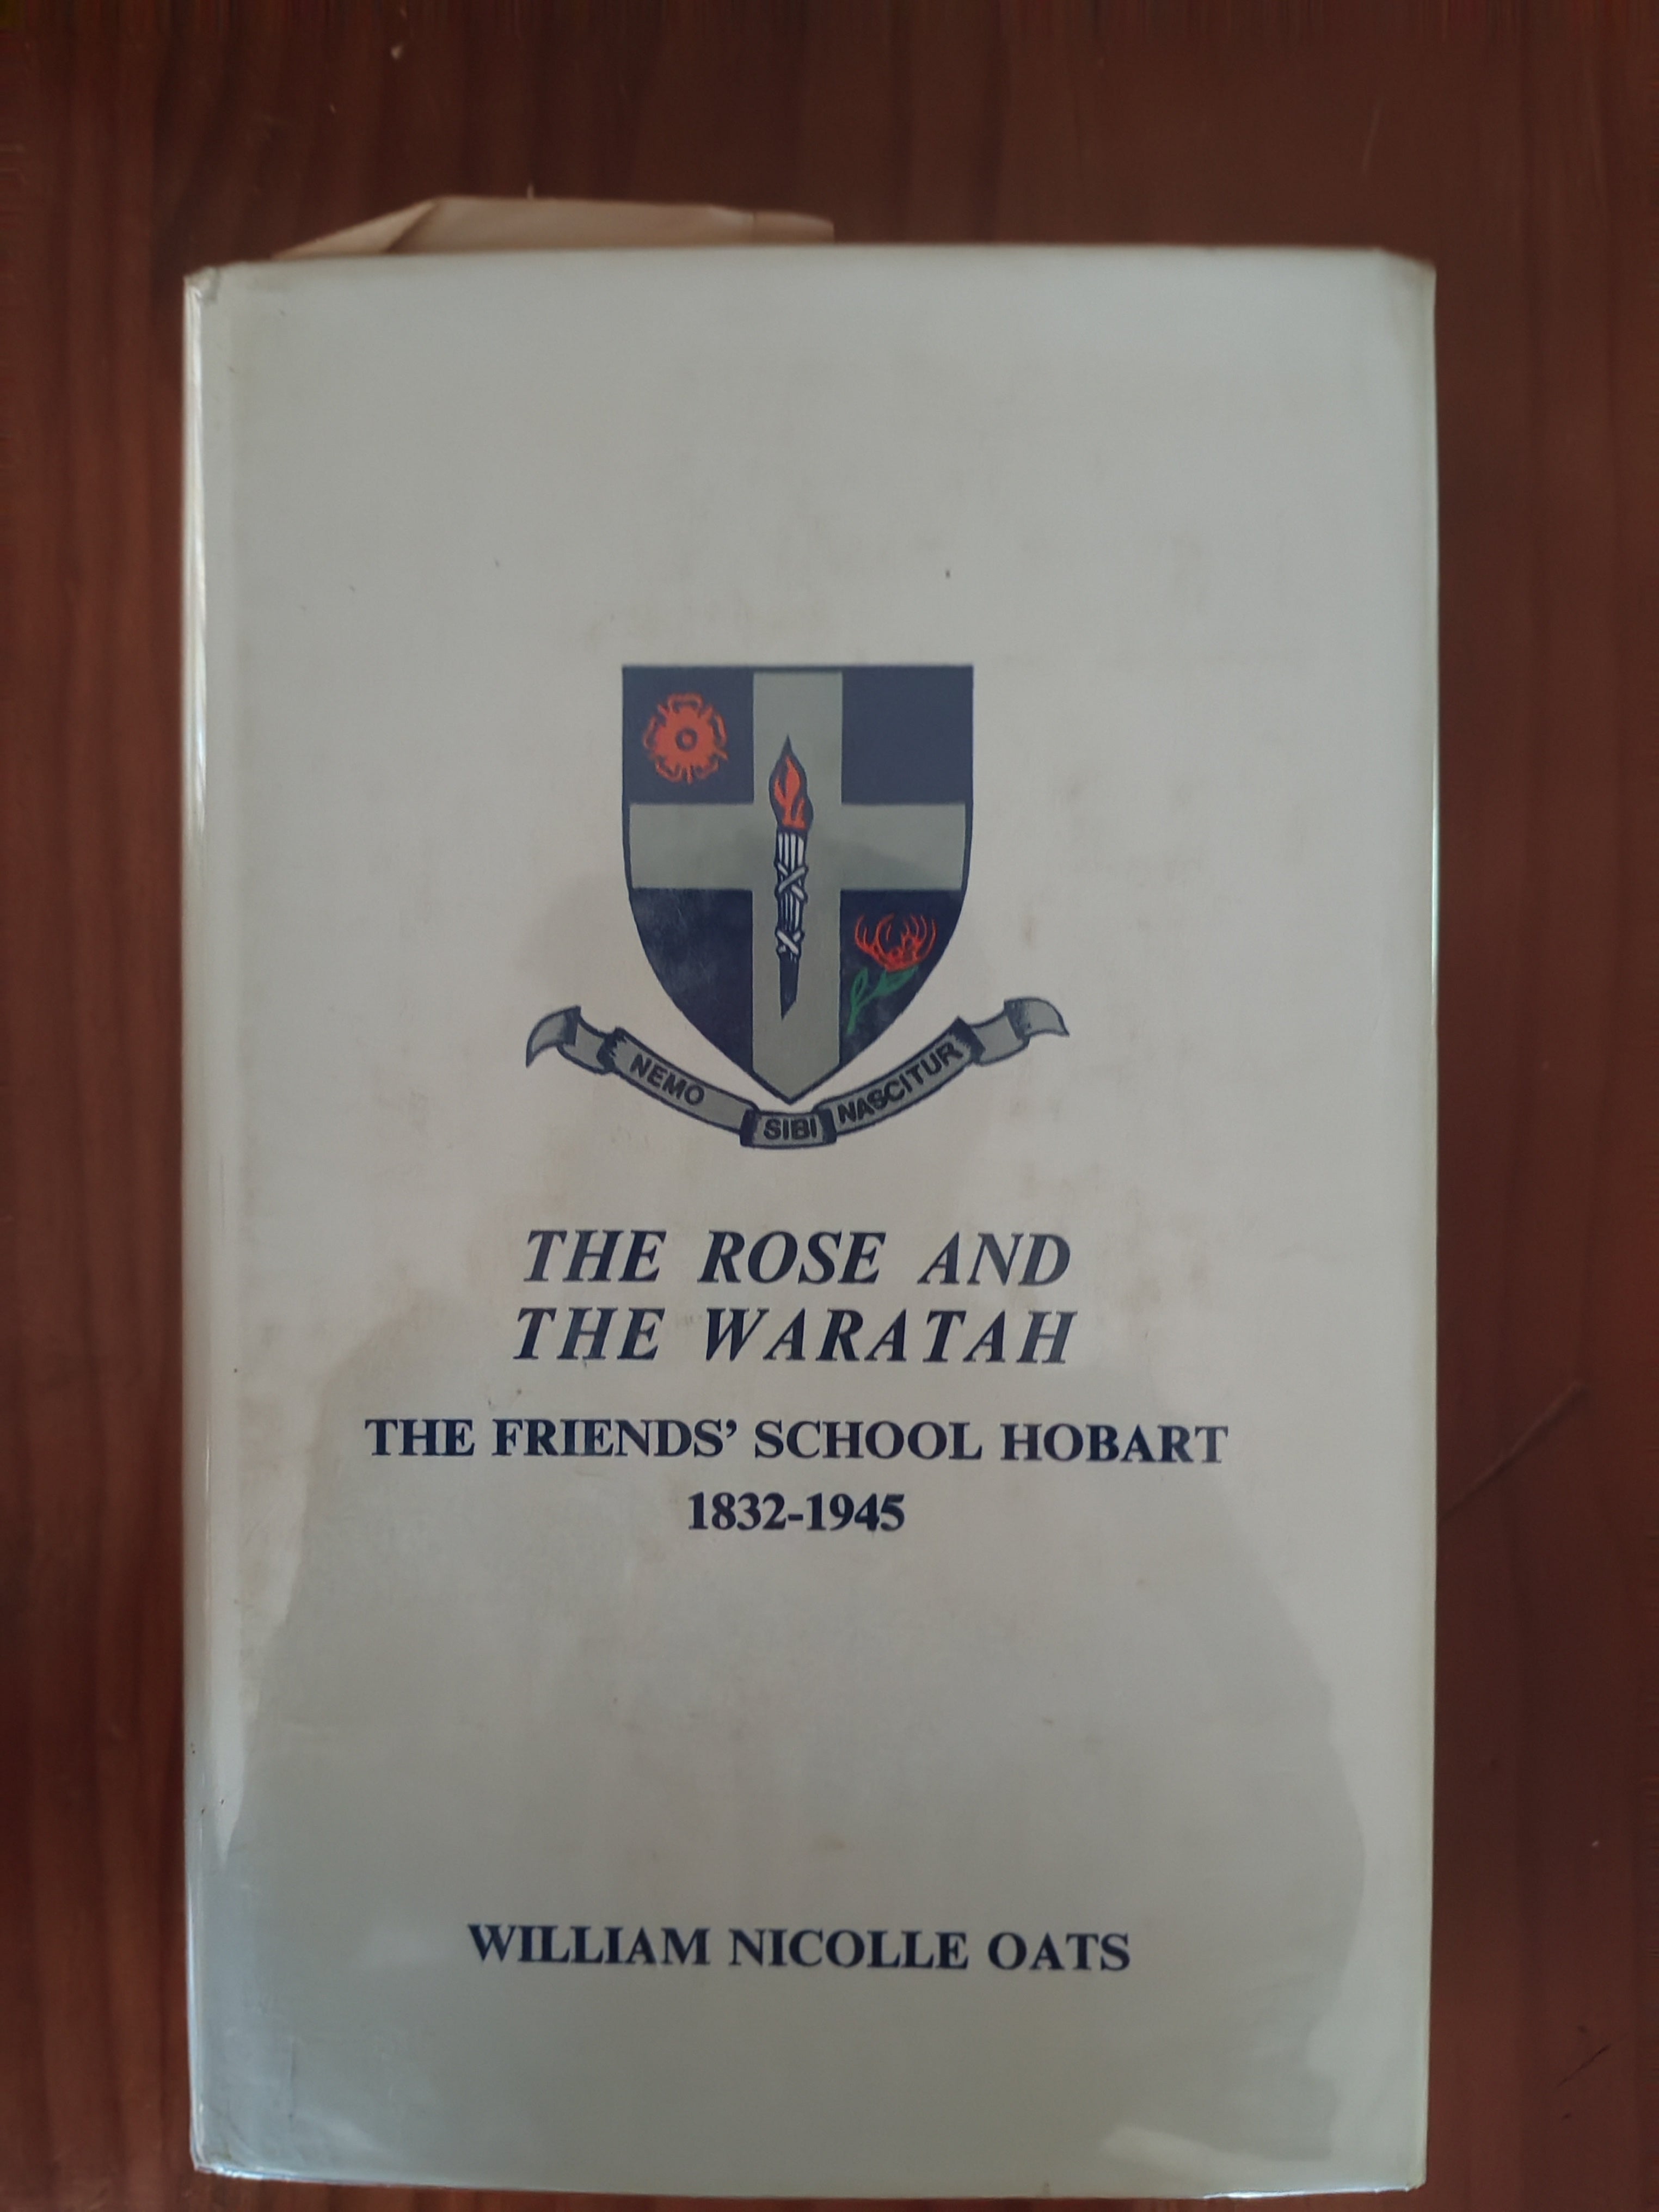 NEMO SIBI NASCITUR
THE ROSE AND
THE WARATAH
THE FRIENDS' SCHOOL HOBART
1832-1945
WILLIAM NICOLLE OATS